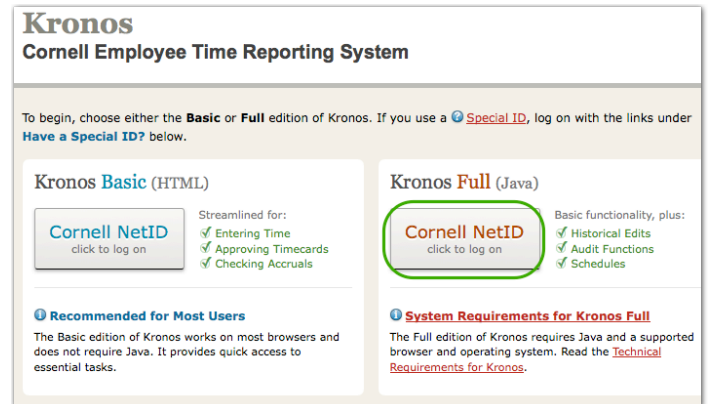 Kronos
Cornell Employee Time Reporting System
To begin, choose either the Basic or Full edition of Kronos. If you use a Special ID, log on with the links under
Have a Special ID? below.
Kronos Basic (HTML)
Cornell NetID
click to log on
Streamlined for:
Entering Time
Approving Timecards
Checking Accruals
Recommended for Most Users
The Basic edition of Kronos works on most browsers and
does not require Java. It provides quick access to
essential tasks.
Kronos Full (Java)
Cornell NetID
click to log on
Basic functionality, plus:
Historical Edits
Audit Functions
Schedules
System Requirements for Kronos Full
The Full edition of Kronos requires Java and a supported
browser and operating system. Read the Technical
Requirements for Kronos.